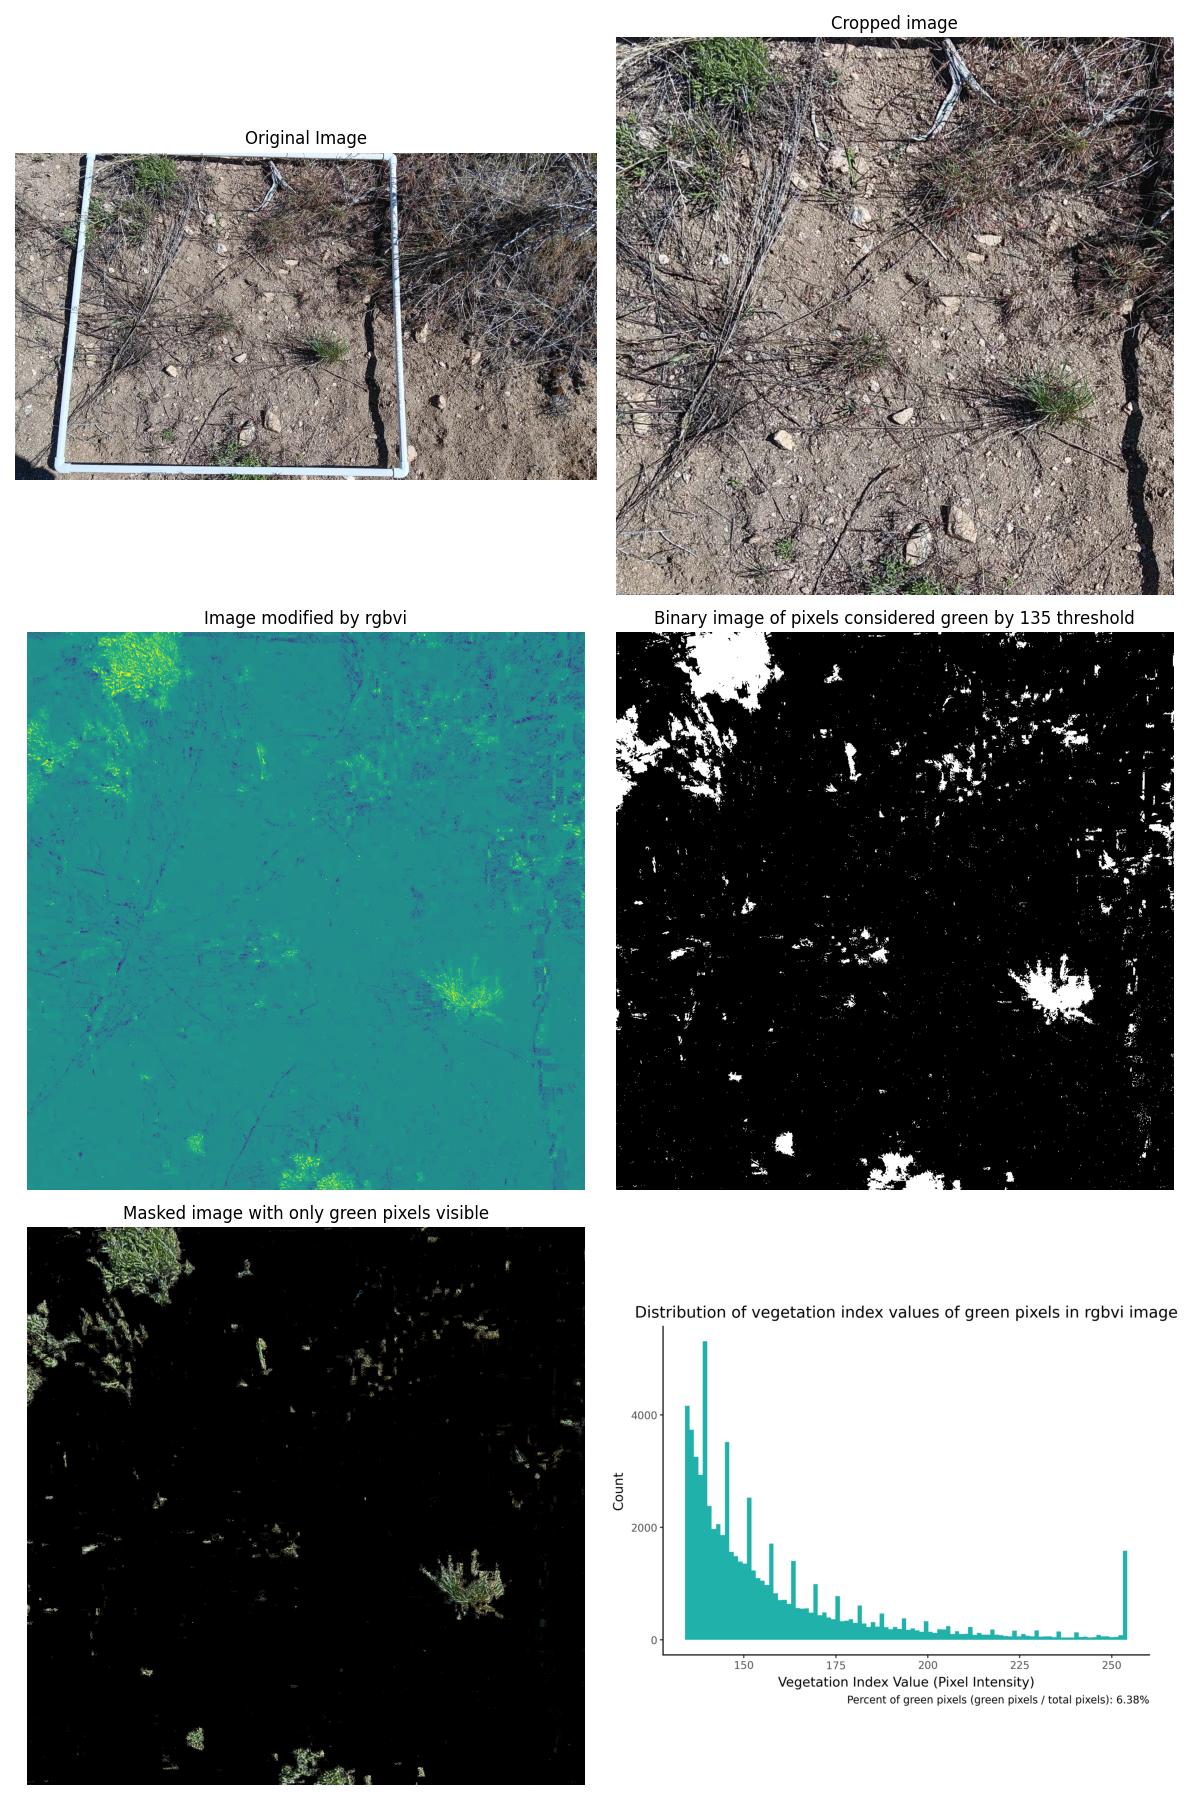 Cropped image
Original Image
Image modified by rgbvi
Binary image of pixels considered green by 135 threshold
Masked image with only green pixels visible
Distribution of vegetation index values of green pixels in rgbvi image
4000
2000
0
Count
150 175 200 225 250
Vegetation Index Value (Pixel Intensity)
Percent of green pixels (green pixels / total pixels): 6.38%